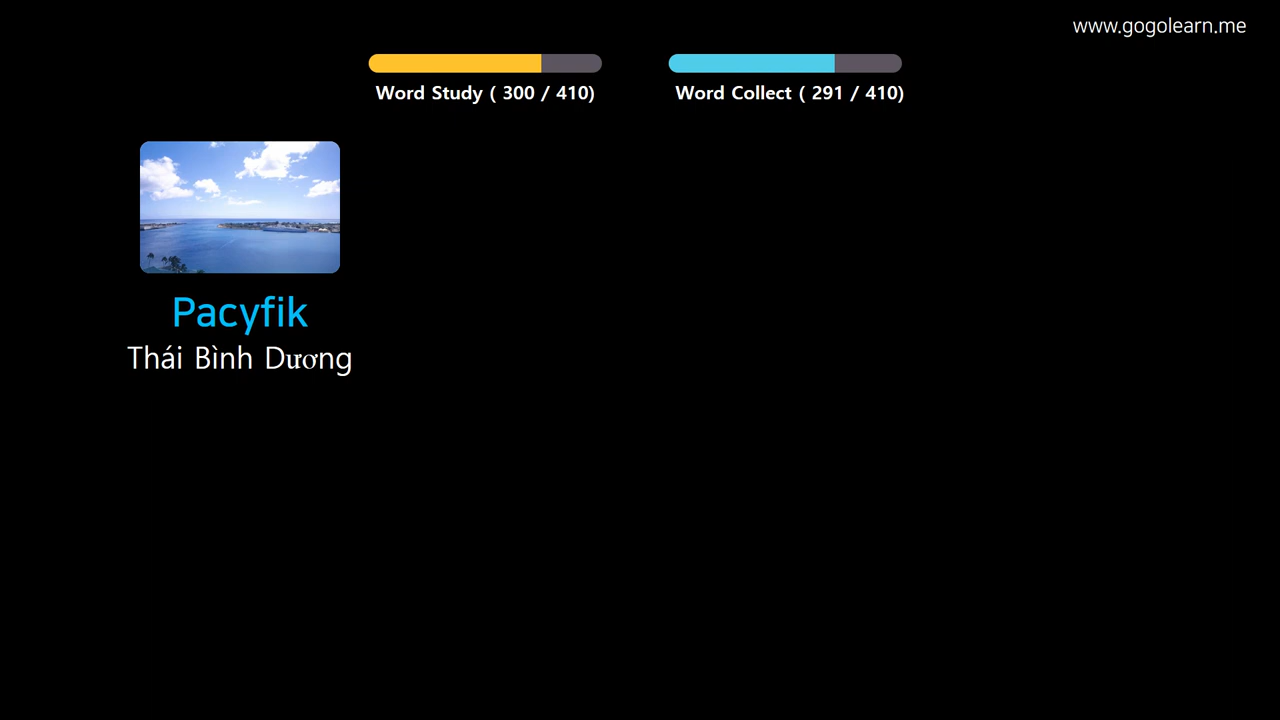 www.gogolearn.me
Word Study ( 300 / 410)
Word Collect ( 291 / 410)
Pacyfik
Thái Bình Dương